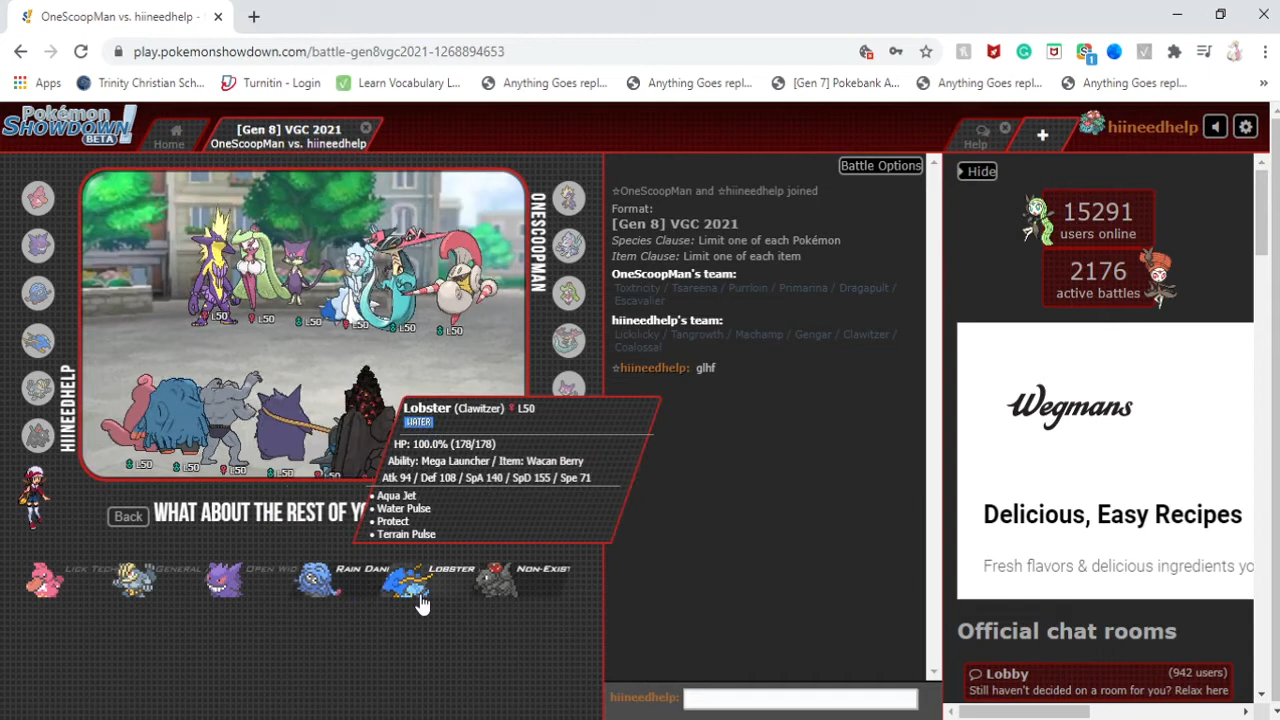 OneScoopMan vs. hiineedhelp -
play.pokemonshowdown.com/battle-gen8vgc2021-1268894653
1
Apps
Trinity Christian Sch...
Turnitin - Login
Learn Vocabulary L...
Anything Goes repl...
Anything Goes repl...
[Gen 7] Pokebank A...
Anything Goes repl...
Anything Goes repl...
»
Pokémon
SHOWDOWN!
BETA
Home
[Gen 8] VGC 2021
OneScoopMan vs. hiineedhelp
Help
hiineedhelp
Hide
15291
users online
2176
active battles
Wegmans
Delicious, Easy Recipes
Fresh flavors & delicious ingredients yo
Official chat rooms
Lobby
(942 users)
Still haven't decided on a room for you? Relax here
Battle Options
☆OneScoopMan and ☆hiineedhelp joined
Format:
[Gen 8] VGC 2021
Species Clause: Limit one of each Pokémon
Item Clause: Limit one of each item
OneScoopMan's team:
Toxtricity / Tsareena / Purrloin / Primarina / Dragapult /
Escavalier
hiineedhelp's team:
Lickilicky / Tangrowth / Machamp / Gengar / Clawitzer /
Coalossal
☆hiineedhelp: glhf
hiineedhelp:
ONESCOOPMAN
HIINEEDHELP
L50
L50
L50
L50
L50
L50
L50
L50
L50
L50
L50
Lobster (Clawitzer) L50
WATER
HP: 100.0% (178/178)
Ability: Mega Launcher / Item: Wacan Berry
Atk 94 / Def 108 / SpA 140 / SpD 155 / Spe 71
• Aqua Jet
• Water Pulse
• Protect
• Terrain Pulse
Back
WHAT ABOUT THE REST OF Y
LICK TECH
GENERAL
OPEN WID
RAIN DAN
LOBSTER
NON-EXIST